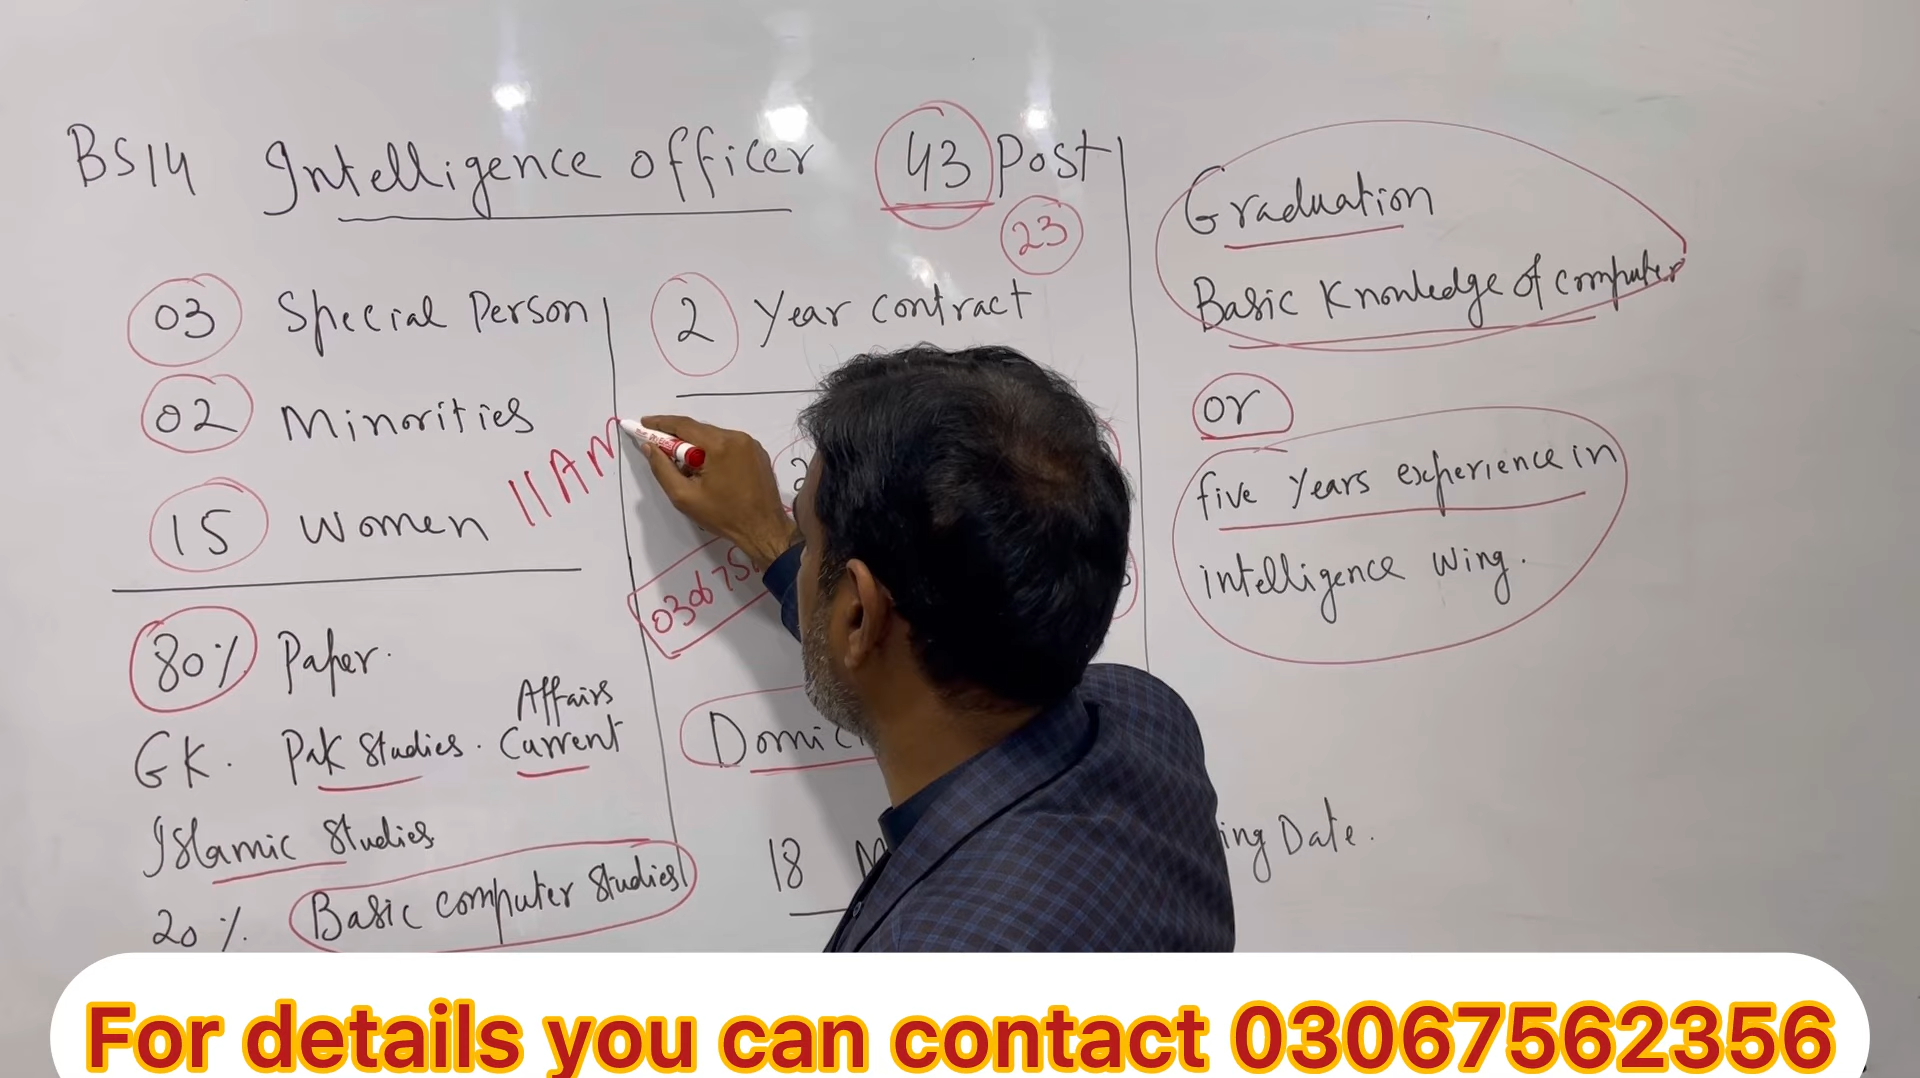 BS14 Intelligence officer 43 Post
23
03 Special Person
02 Minorities
15 Women
11AM
80% Paper.
GK. Pak Studies. Current Affairs
Islamic Studies
20%. Basic computer Studies
2 Year contract
0306
18
Graduation
Basic Knowledge of computer
or
five Years experience in
intelligence Wing.
Date.
For details you can contact 03067562356